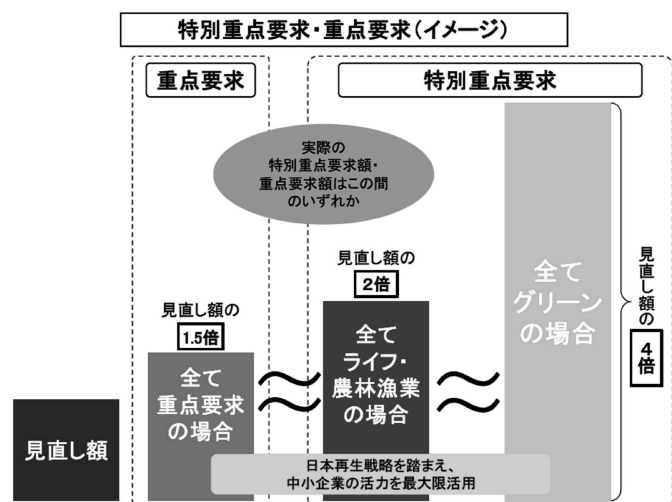 特別重点要求・重点要求（イメージ）
重点要求
特別重点要求
実際の
特別重点要求額・
重点要求額はこの間
のいずれか
見直し額の
2倍
見直し額の
1.5倍
全て
グリーン
の場合
見直し額の
4倍
全て
ライフ・
農林漁業
の場合
全て
重点要求
の場合
見直し額
日本再生戦略を踏まえ、
中小企業の活力を最大限活用